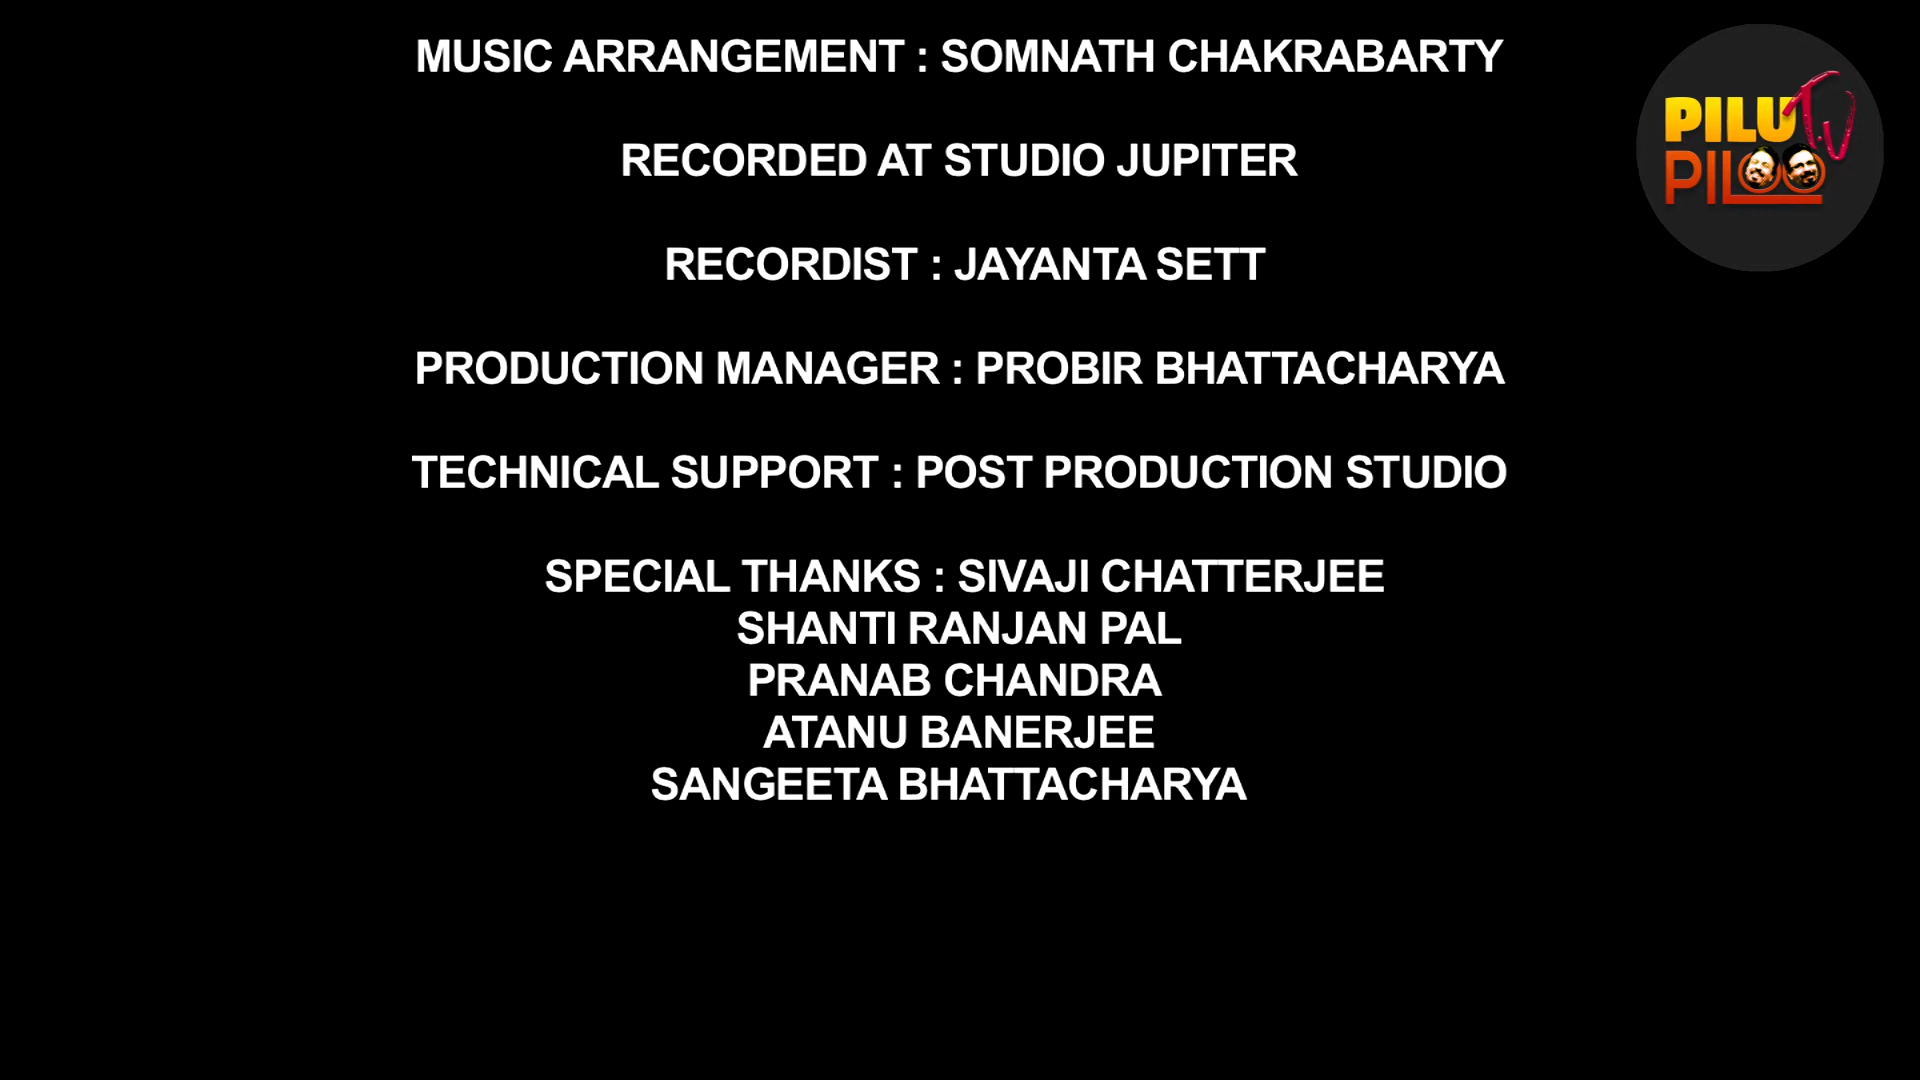 MUSIC ARRANGEMENT : SOMNATH CHAKRABARTY
RECORDED AT STUDIO JUPITER
RECORDIST : JAYANTA SETT
PRODUCTION MANAGER : PROBIR BHATTACHARYA
TECHNICAL SUPPORT : POST PRODUCTION STUDIO
SPECIAL THANKS : SIVAJI CHATTERJEE
SHANTI RANJAN PAL
PRANAB CHANDRA
ATANU BANERJEE
SANGEETA BHATTACHARYA
PILU TV
PILOO